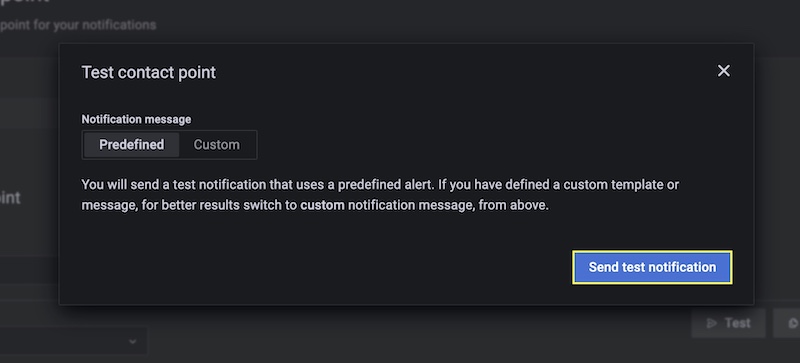 point
point for your notifications
Test contact point
Notification message
Predefined Custom
You will send a test notification that uses a predefined alert. If you have defined a custom template or
message, for better results switch to custom notification message, from above.
oint
Send test notification
Test